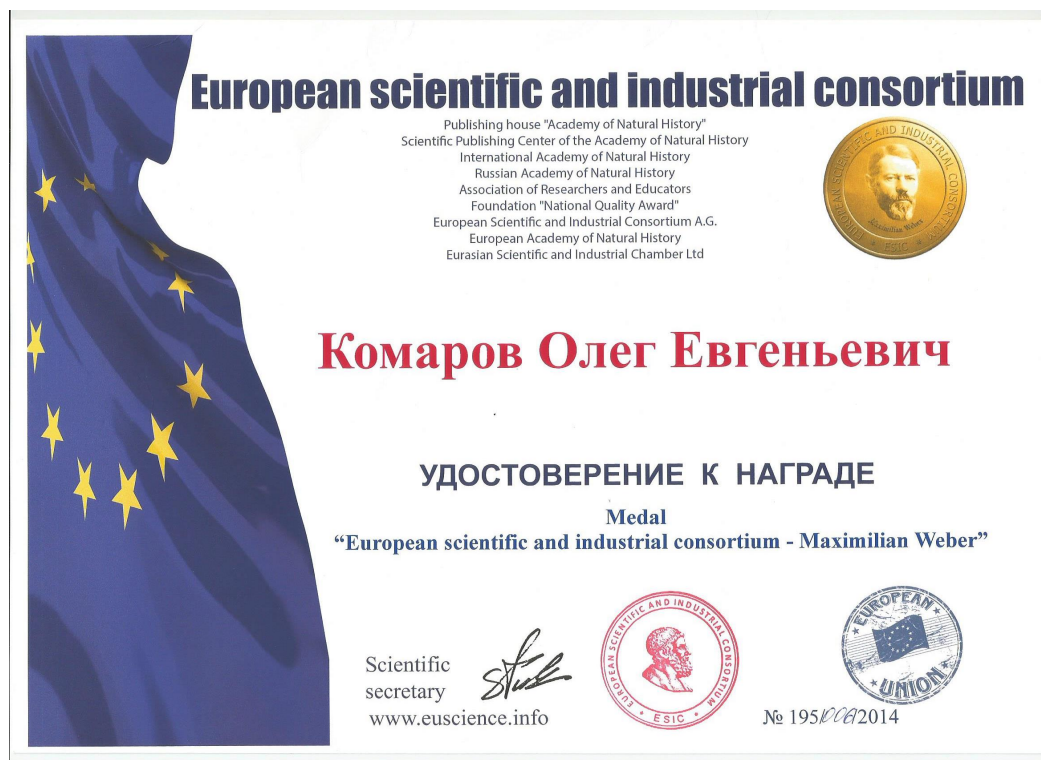 European scientific and industrial consortium
Publishing house "Academy of Natural History"
Scientific Publishing Center of the Academy of Natural History
International Academy of Natural History
Russian Academy of Natural History
Association of Researchers and Educators
Foundation "National Quality Award"
European Scientific and Industrial Consortium A.G.
European Academy of Natural History
Eurasian Scientific and Industrial Chamber Ltd
EUROPEAN SCIENTIFIC AND INDUSTRIAL CONSORTIUM
Maximilian Weber
* ESIC *
Комаров Олег Евгеньевич
УДОСТОВЕРЕНИЕ К НАГРАДЕ
Medal
“European scientific and industrial consortium - Maximilian Weber”
Scientific
secretary
www.euscience.info
EUROPEAN SCIENTIFIC AND INDUSTRIAL CONSORTIUM
* ESIC *
EUROPEAN
UNION
№ 195/ 2014